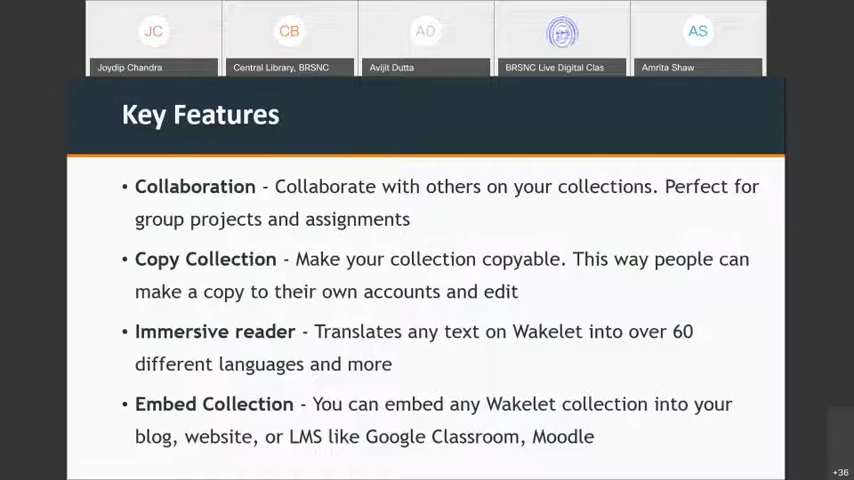 JC
CB
AD
AS
Joydip Chandra
Central Library, BRSNC
Avijit Dutta
BRSNC Live Digital Clas
Amrita Shaw
Key Features
• Collaboration - Collaborate with others on your collections. Perfect for
group projects and assignments
• Copy Collection - Make your collection copyable. This way people can
make a copy to their own accounts and edit
• Immersive reader - Translates any text on Wakelet into over 60
different languages and more
• Embed Collection - You can embed any Wakelet collection into your
blog, website, or LMS like Google Classroom, Moodle
+36